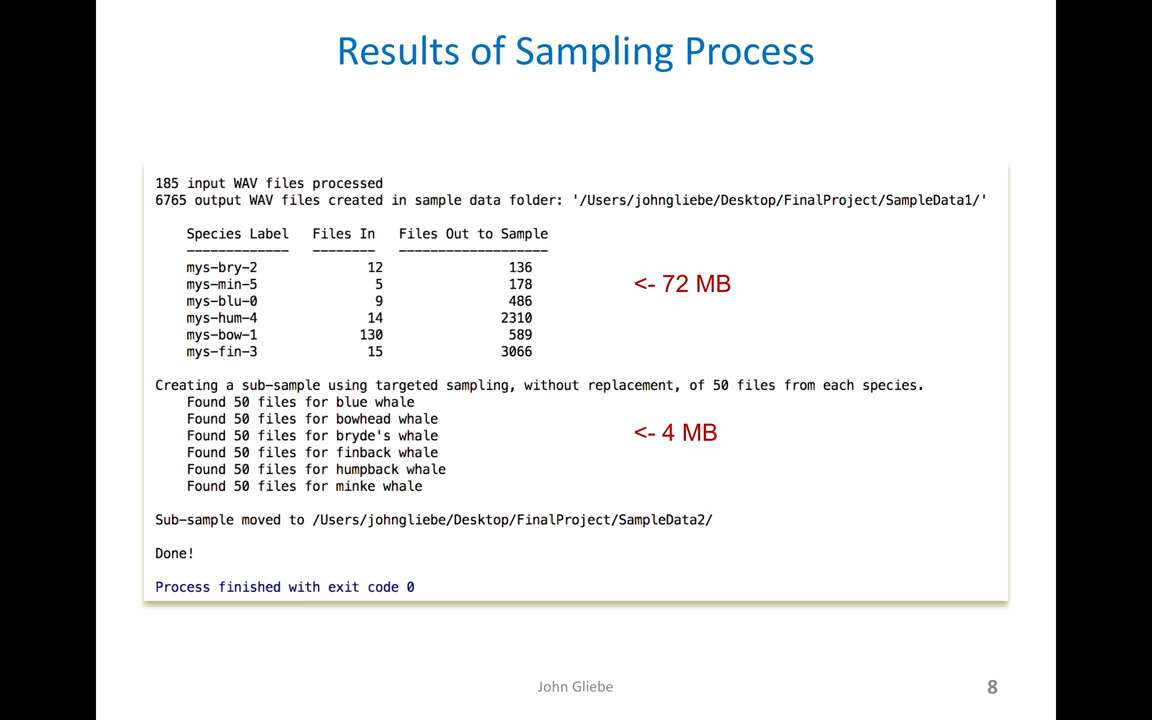 Results of Sampling Process
185 input WAV files processed
6765 output WAV files created in sample data folder: '/Users/johngliebe/Desktop/FinalProject/SampleData1/'
Species Label Files In Files Out to Sample
------------- -------- -------------------
mys-bry-2 12 136
mys-min-5 5 178
mys-blu-0 9 486
mys-hum-4 14 2310
mys-bow-1 130 589
mys-fin-3 15 3066
<- 72 MB
Creating a sub-sample using targeted sampling, without replacement, of 50 files from each species.
Found 50 files for blue whale
Found 50 files for bowhead whale
Found 50 files for bryde's whale
Found 50 files for finback whale
Found 50 files for humpback whale
Found 50 files for minke whale
<- 4 MB
Sub-sample moved to /Users/johngliebe/Desktop/FinalProject/SampleData2/
Done!
Process finished with exit code 0
John Gliebe
8